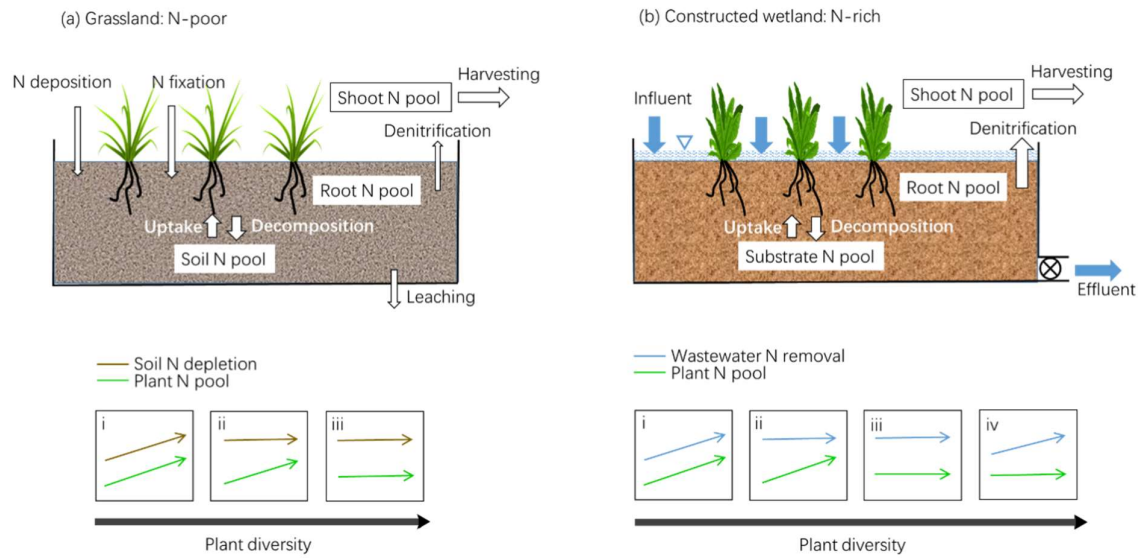 (a) Grassland: N-poor
N deposition
N fixation
Shoot N pool
Harvesting
Denitrification
Root N pool
Uptake
Decomposition
Soil N pool
Leaching
Soil N depletion
Plant N pool
i
ii
iii
Plant diversity
(b) Constructed wetland: N-rich
Influent
Shoot N pool
Harvesting
Denitrification
Root N pool
Uptake
Decomposition
Substrate N pool
Effluent
Wastewater N removal
Plant N pool
i
ii
iii
iv
Plant diversity